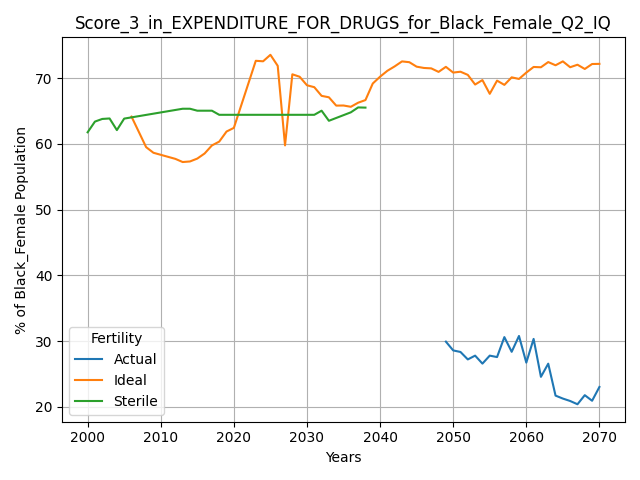 Score_3_in_EXPENDITURE_FOR_DRUGS_for_Black_Female_Q2_IQ
% of Black_Female Population
70
60
50
40
30
20
Fertility
Actual
Ideal
Sterile
2000 2010 2020 2030 2040 2050 2060 2070
Years